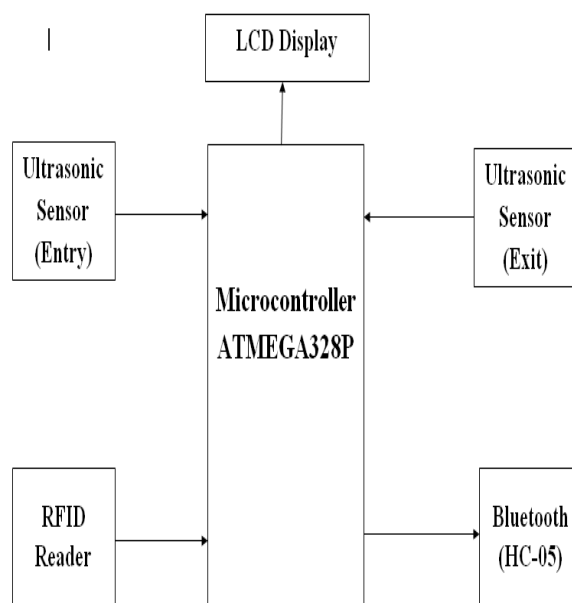 LCD Display
Ultrasonic
Sensor
(Entry)
Ultrasonic
Sensor
(Exit)
Microcontroller
ATMEGA328P
RFID
Reader
Bluetooth
(HC-05)